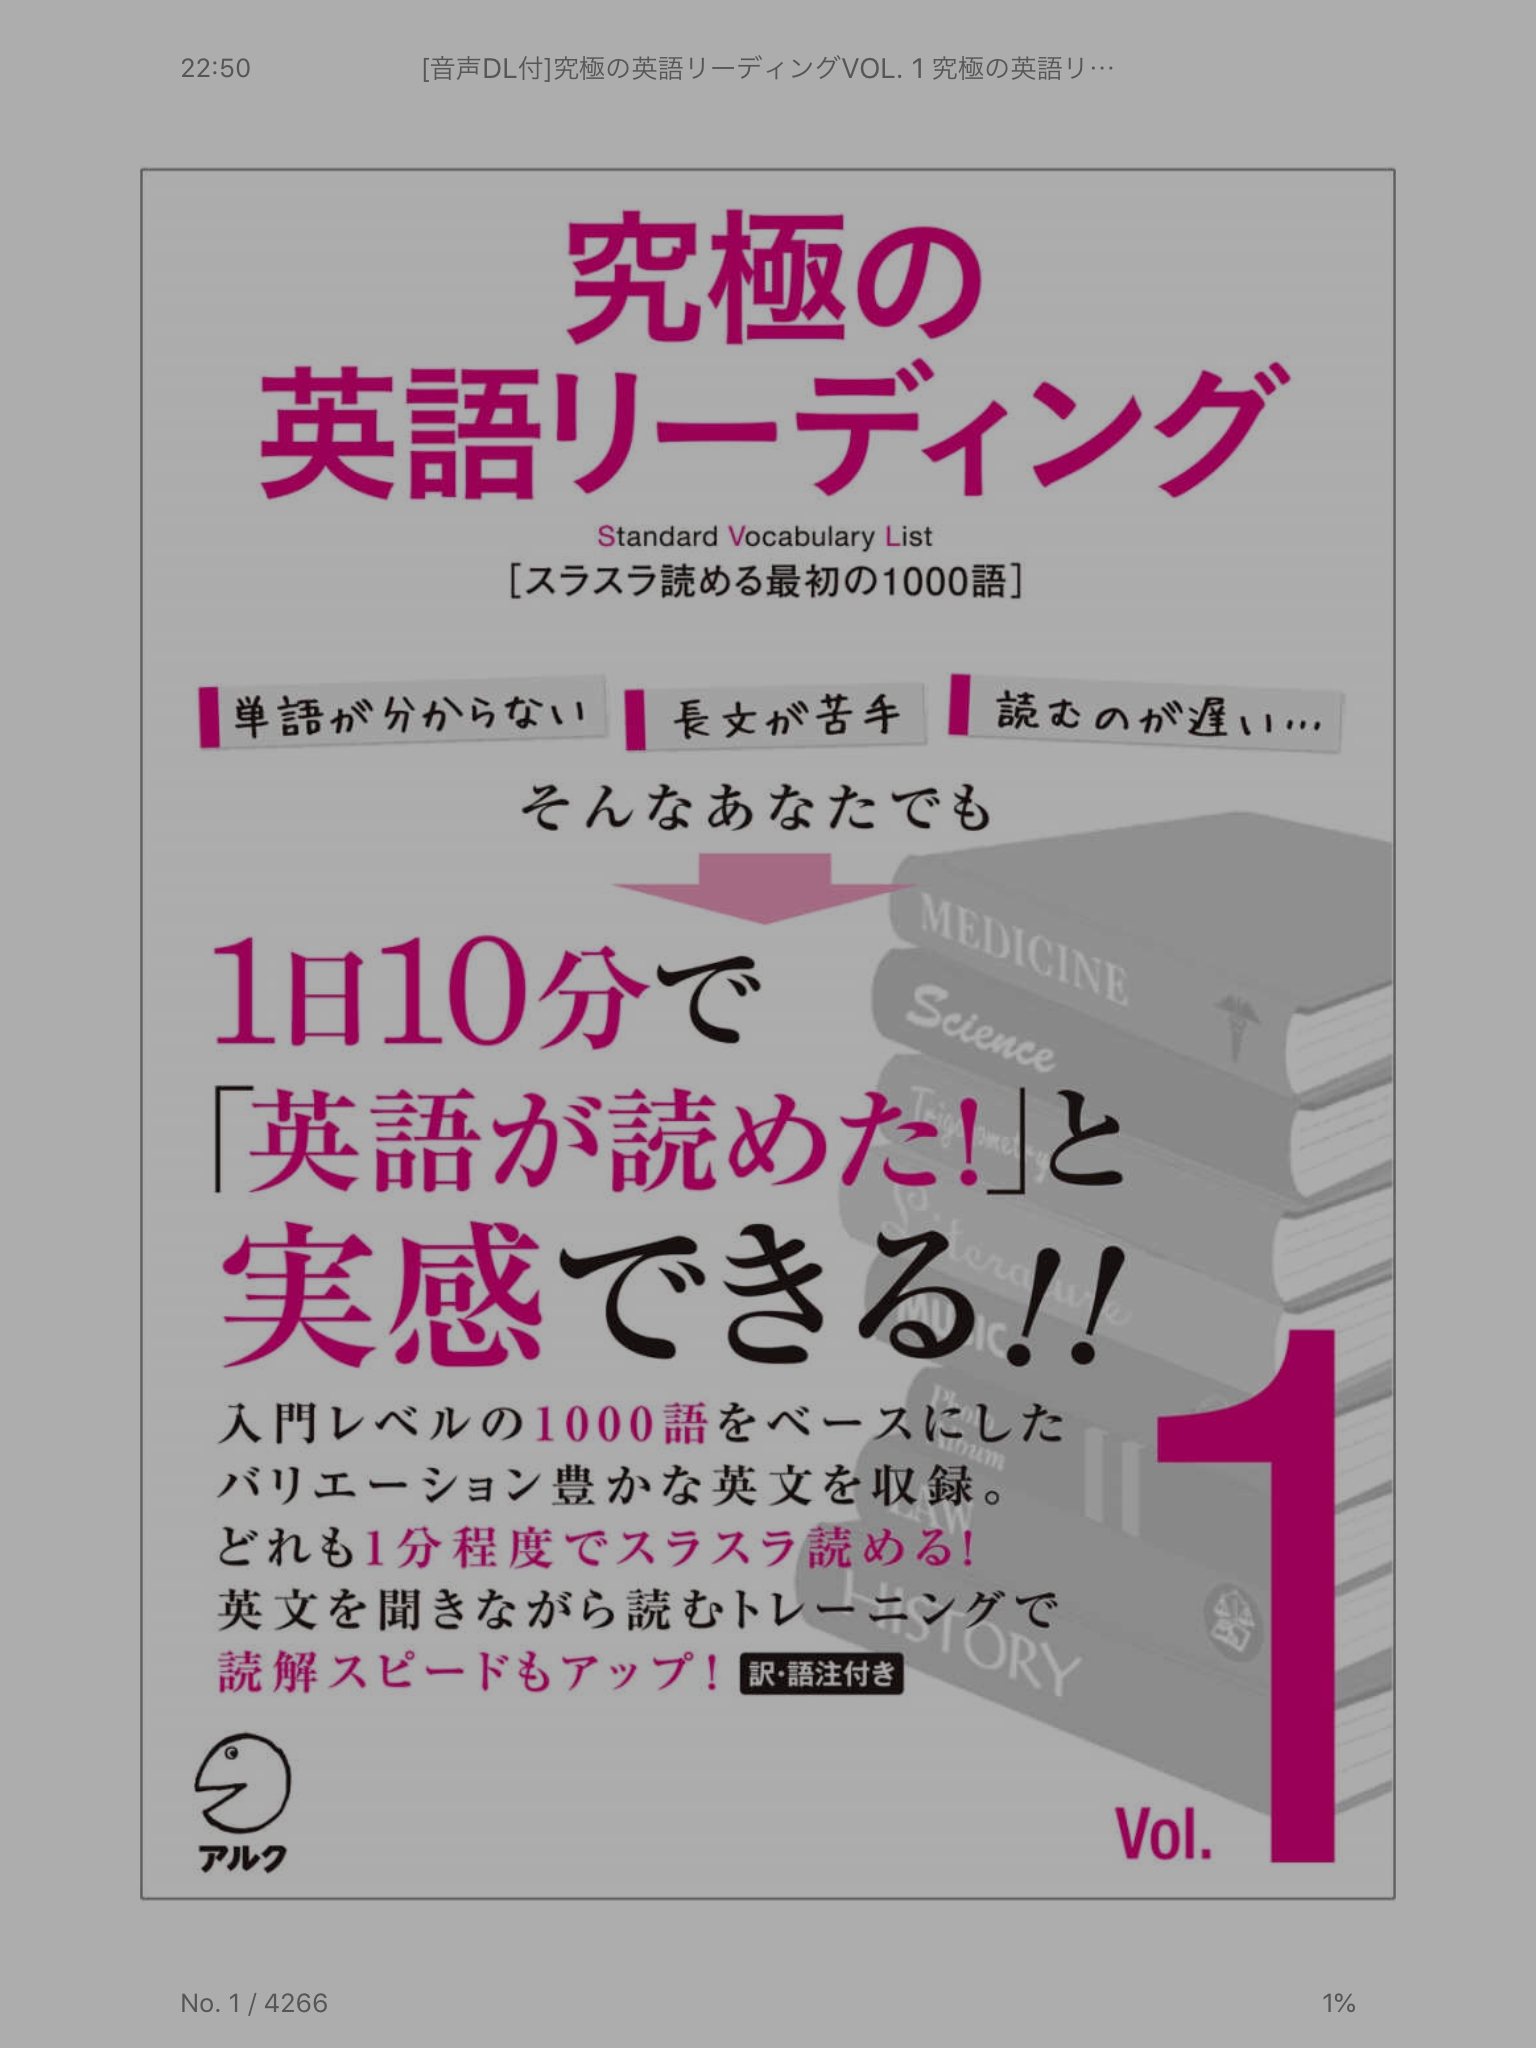 22:50
[音声DL付]究極の英語リーディングVOL. 1 究極の英語リ…
究極の
英語リーディング
Standard Vocabulary List
[スラスラ読める最初の1000語]
単語が分からない
長文が苦手
読むのが遅い…
そんなあなたでも
1日10分で
「英語が読めた!」と
実感できる!!
入門レベルの1000語をベースにした
バリエーション豊かな英文を収録。
どれも1分程度でスラスラ読める!
英文を聞きながら読むトレーニングで
読解スピードもアップ! 訳・語注付き
MEDICINE
Science
Trigonometry
Literature
MUSIC
Photo
Album
LAW
HISTORY
アルク
Vol. 1
No. 1 / 4266
1%